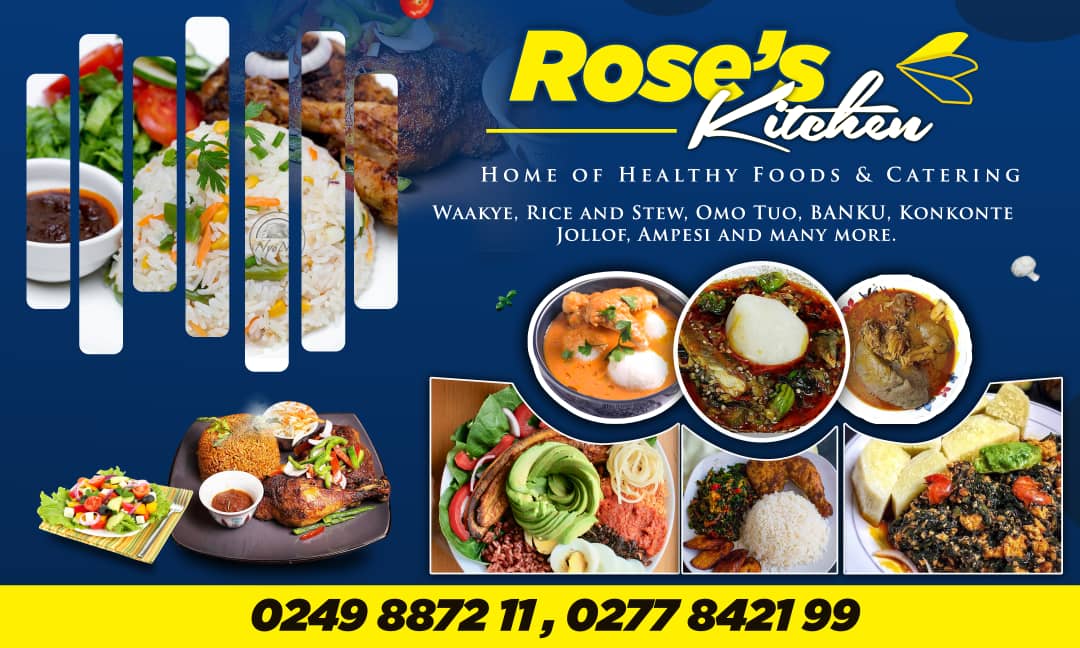 Rose's
Kitchen
Home of Healthy Foods & Catering
Waakye, Rice and Stew, Omo Tuo, BANKU, Konkonte
Jollof, Ampesi and many more.
0249 8872 11 , 0277 8421 99